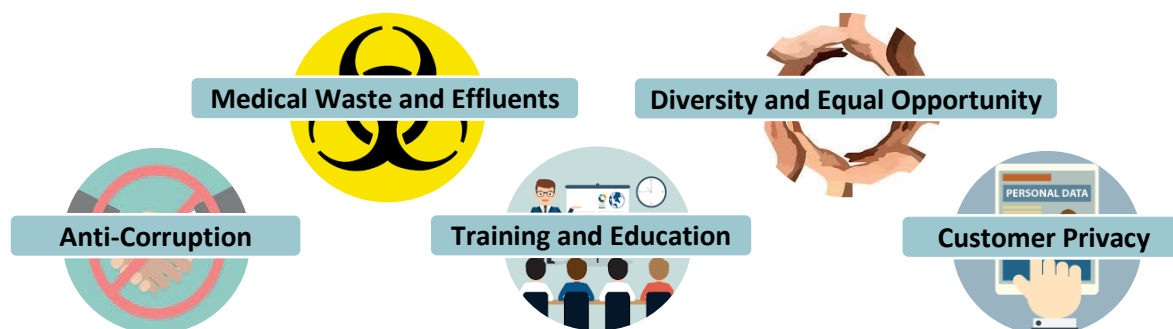 Medical Waste and Effluents
Diversity and Equal Opportunity
PERSONAL DATA
Anti-Corruption
Training and Education
Customer Privacy